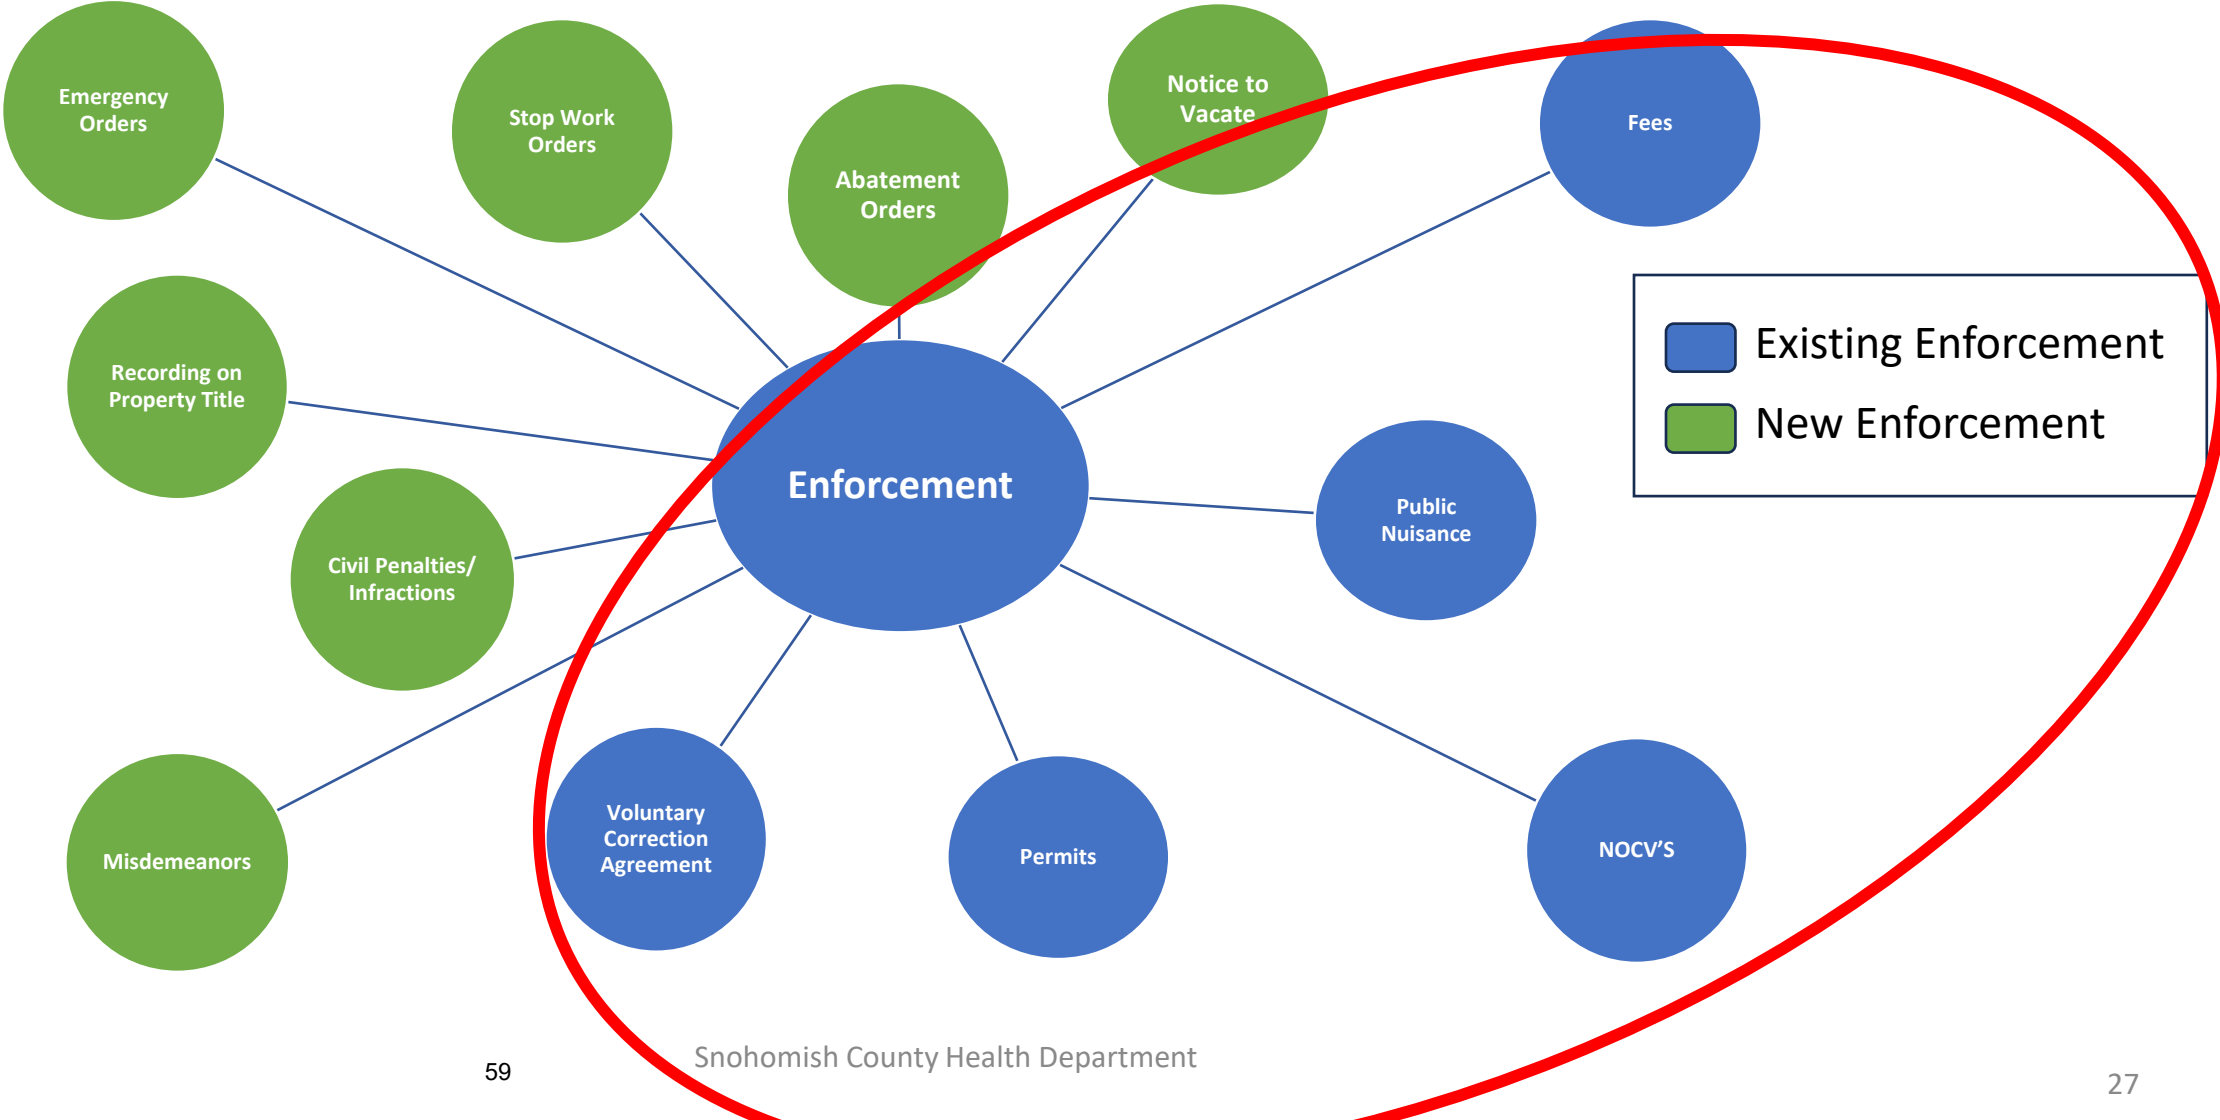 Emergency
Orders
Stop Work
Orders
Abatement
Orders
Notice to
Vacate
Fees
Recording on
Property Title
Existing Enforcement
New Enforcement
Enforcement
Public
Nuisance
Civil Penalties/
Infractions
Misdemeanors
Voluntary
Correction
Agreement
Permits
NOCV’S
Snohomish County Health Department
59
27